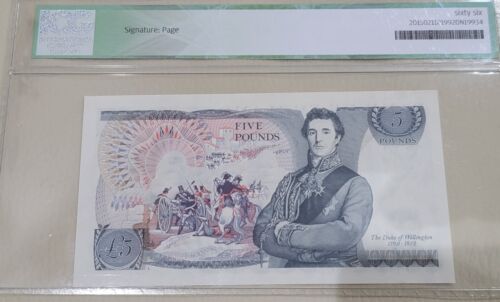 sixty six
Signature: Page
FIVE
POUNDS
5
POUNDS
The Duke of Wellington
£5